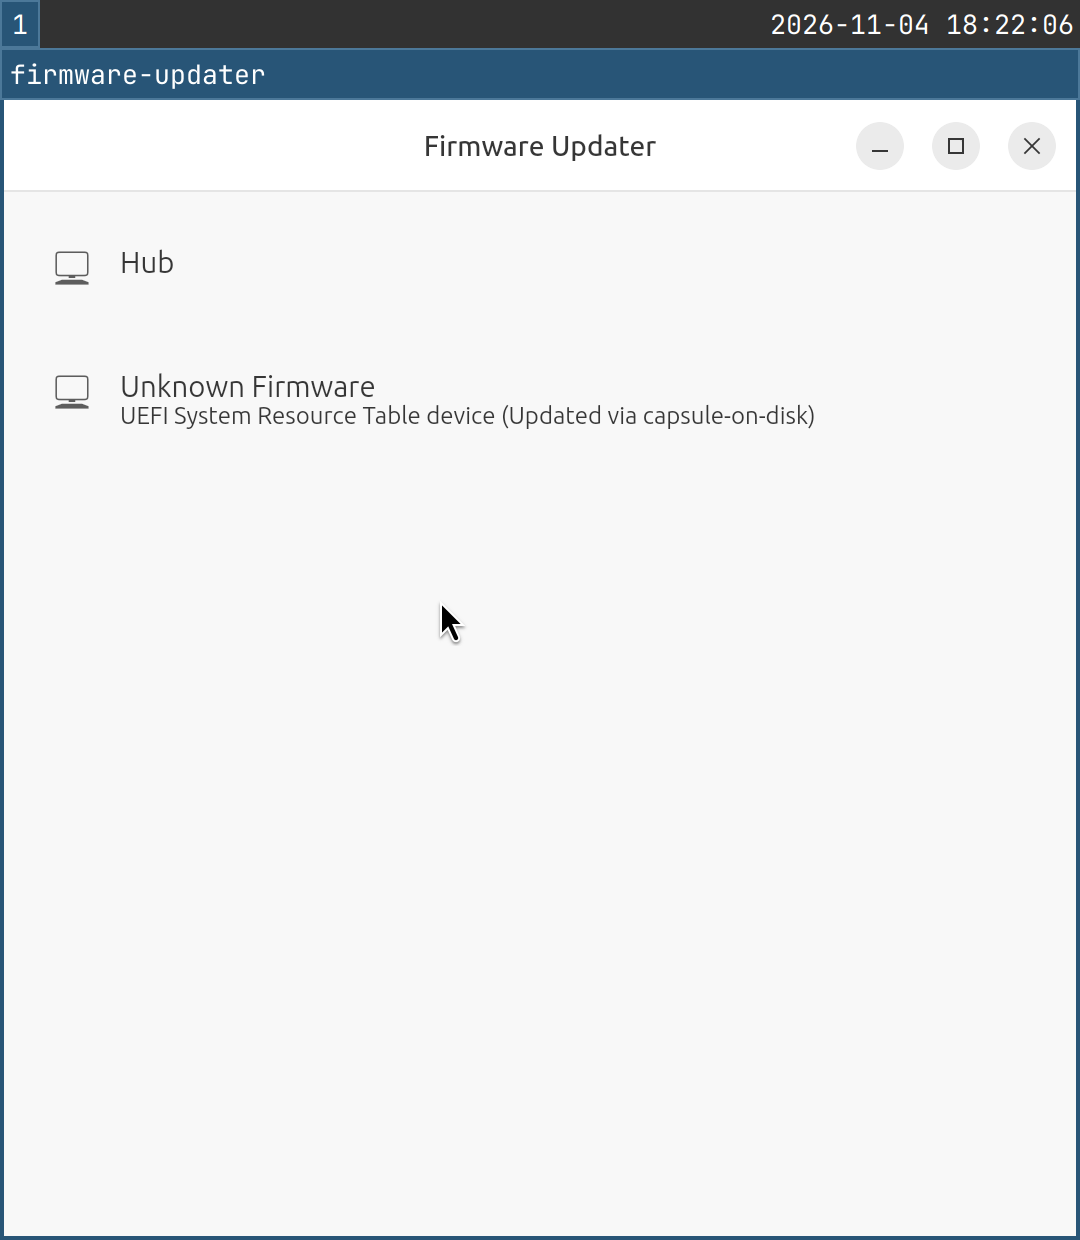 1
2026-11-04 18:22:06
firmware-updater
Firmware Updater
Hub
Unknown Firmware
UEFI System Resource Table device (Updated via capsule-on-disk)